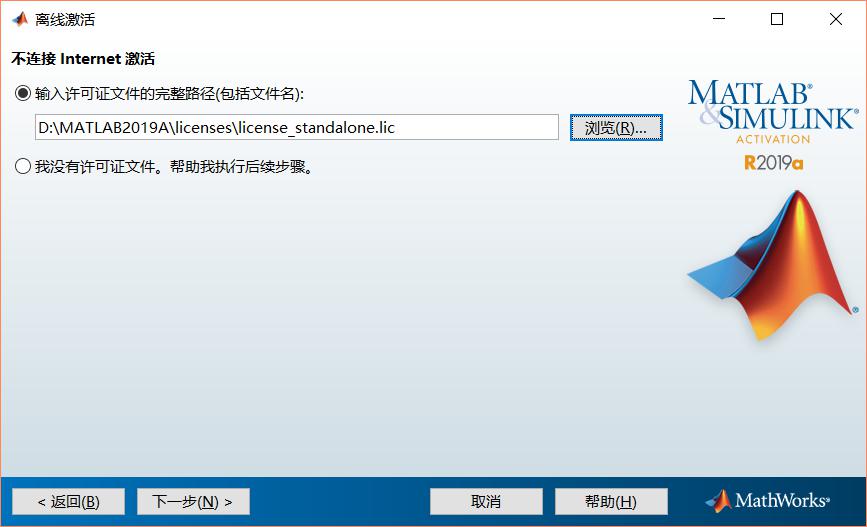 离线激活
不连接 Internet 激活
输入许可证文件的完整路径(包括文件名):
D:\MATLAB2019A\licenses\license_standalone.lic
浏览(R)...
我没有许可证文件。帮助我执行后续步骤。
MATLAB®
&SIMULINK®
ACTIVATION
R2019a
®
< 返回(B)
下一步(N) >
取消
帮助(H)
MathWorks®